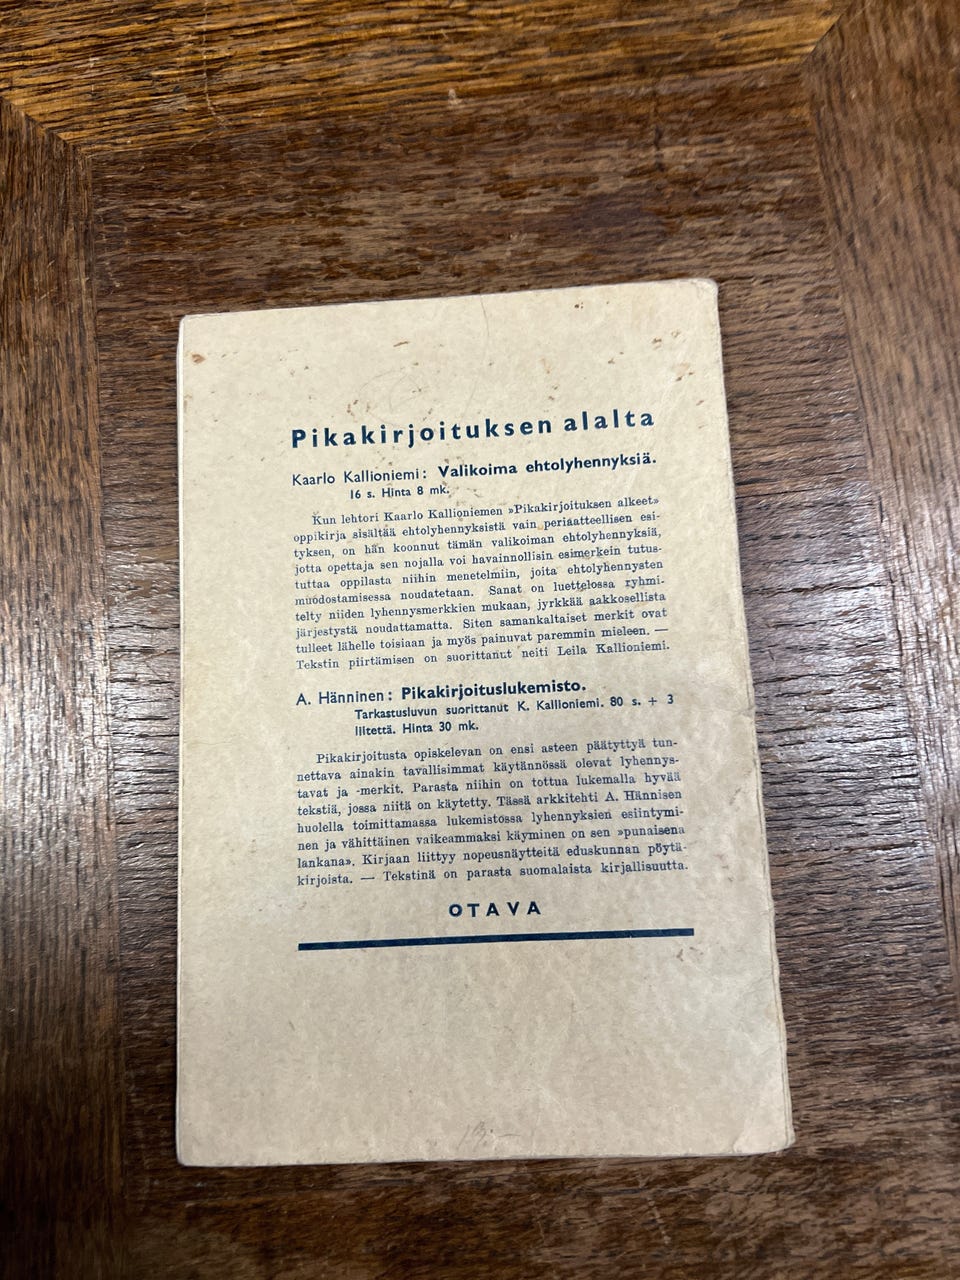 Pikakirjoituksen alalta
Kaarlo Kallioniemi: Valikoima ehtolyhennyksiä.
16 s. Hinta 8 mk.
Kun lehtori Kaarlo Kallioniemen »Pikakirjoituksen alkeet»
oppikirja sisältää ehtolyhennyksistä vain periaatteellisen esi-
tyksen, on hän koonnut tämän valikoiman ehtolyhennyksiä,
jotta opettaja sen nojalla voi havainnollisin esimerkein tutus-
tuttaa oppilasta niihin menetelmiin, joita ehtolyhennysten
muodostamisessa noudatetaan. Sanat on luettelossa ryhmi-
telty niiden lyhennysmerkkien mukaan, jyrkkää aakkosellista
järjestystä noudattamatta. Siten samankaltaiset merkit ovat
tulleet lähelle toisiaan ja myös painuvat paremmin mieleen. —
Tekstin piirtämisen on suorittanut neiti Leila Kallioniemi.
A. Hänninen: Pikakirjoituslukemisto.
Tarkastusluvun suorittanut K. Kallioniemi. 80 s. + 3
liitettä. Hinta 30 mk.
Pikakirjoitusta opiskelevan on ensi asteen päätyttyä tun-
nettava ainakin tavallisimmat käytännössä olevat lyhennys-
tavat ja -merkit. Parasta niihin on tottua lukemalla hyvää
tekstiä, jossa niitä on käytetty. Tässä arkkitehti A. Hännisen
huolella toimittamassa lukemistossa lyhennyksien esiintymi-
nen ja vähittäinen vaikeammaksi käyminen on sen »punaisena
lankana». Kirjaan liittyy nopeusnäytteitä eduskunnan pöytä-
kirjoista. — Tekstinä on parasta suomalaista kirjallisuutta.
OTAVA